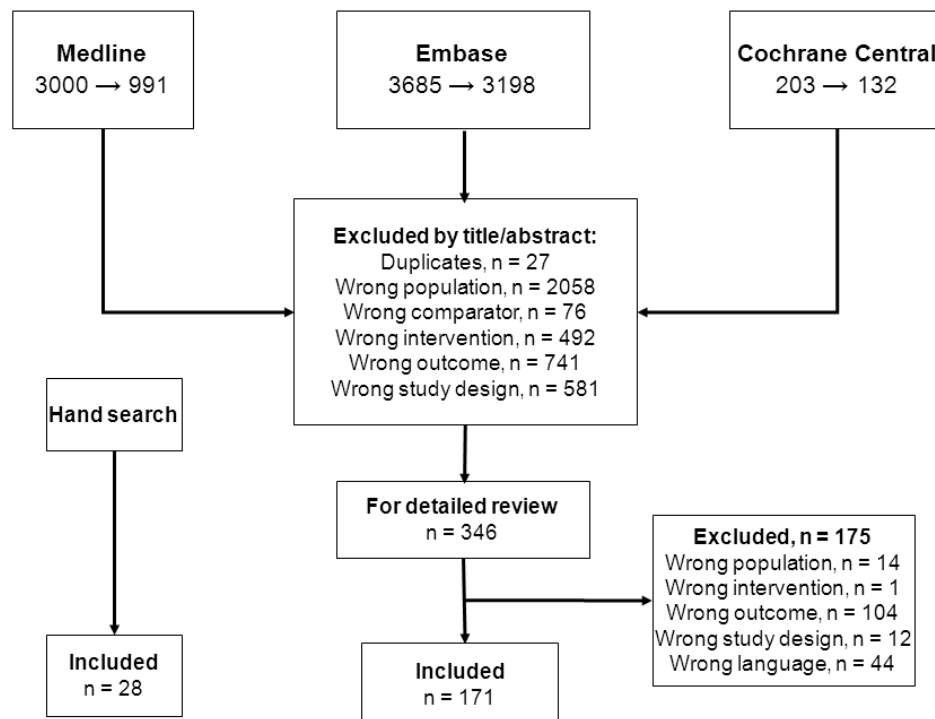 Medline
3000 → 991
Embase
3685 → 3198
Cochrane Central
203 → 132
Excluded by title/abstract:
Duplicates, n = 27
Wrong population, n = 2058
Wrong comparator, n = 76
Wrong intervention, n = 492
Wrong outcome, n = 741
Wrong study design, n = 581
Hand search
For detailed review
n = 346
Excluded, n = 175
Wrong population, n = 14
Wrong intervention, n = 1
Wrong outcome, n = 104
Wrong study design, n = 12
Wrong language, n = 44
Included
n = 28
Included
n = 171